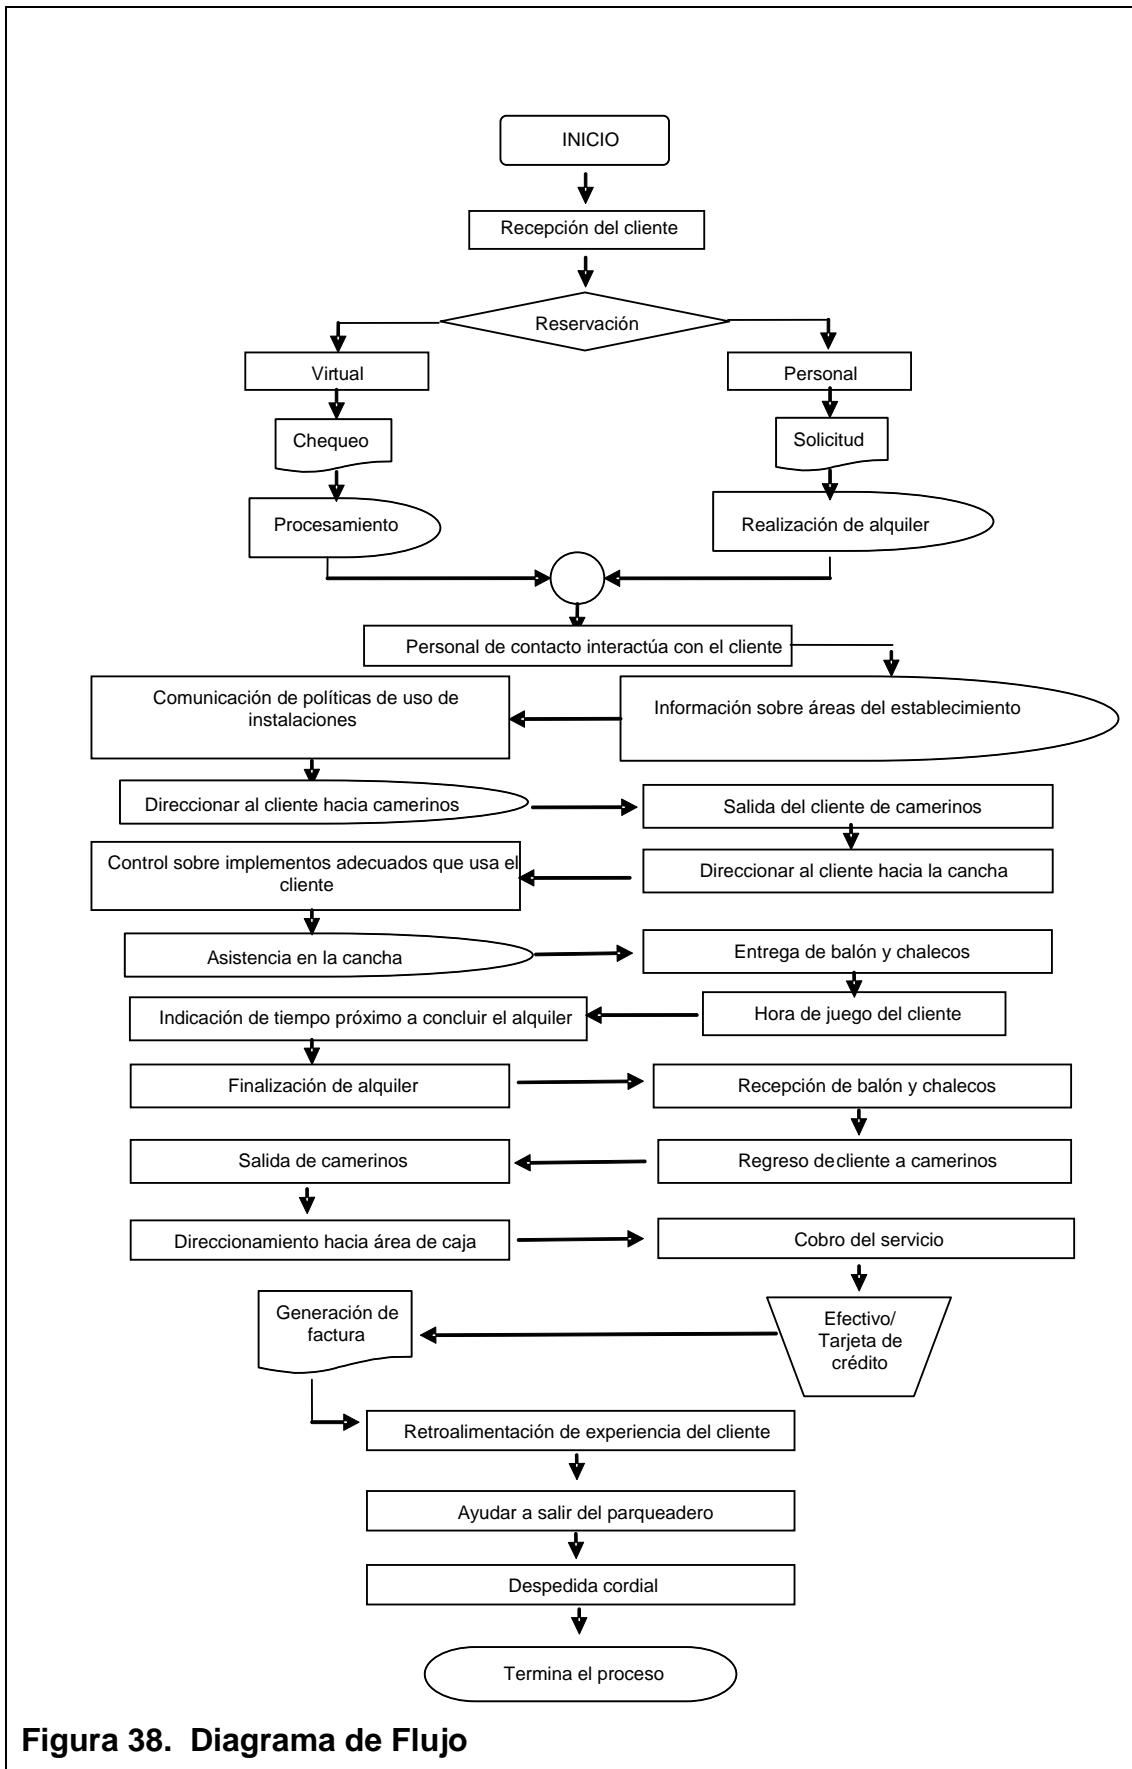 INICIO
Recepción del cliente
Reservación
Virtual
Personal
Chequeo
Solicitud
Procesamiento
Realización de alquiler
Personal de contacto interactúa con el cliente
Comunicación de políticas de uso de
instalaciones
Información sobre áreas del establecimiento
Direccionar al cliente hacia camerinos
Salida del cliente de camerinos
Control sobre implementos adecuados que usa el
cliente
Direccionar al cliente hacia la cancha
Asistencia en la cancha
Entrega de balón y chalecos
Indicación de tiempo próximo a concluir el alquiler
Hora de juego del cliente
Finalización de alquiler
Recepción de balón y chalecos
Salida de camerinos
Regreso de cliente a camerinos
Direccionamiento hacia área de caja
Cobro del servicio
Generación de
factura
Efectivo/
Tarjeta de
crédito
Retroalimentación de experiencia del cliente
Ayudar a salir del parqueadero
Despedida cordial
Termina el proceso
Figura 38. Diagrama de Flujo